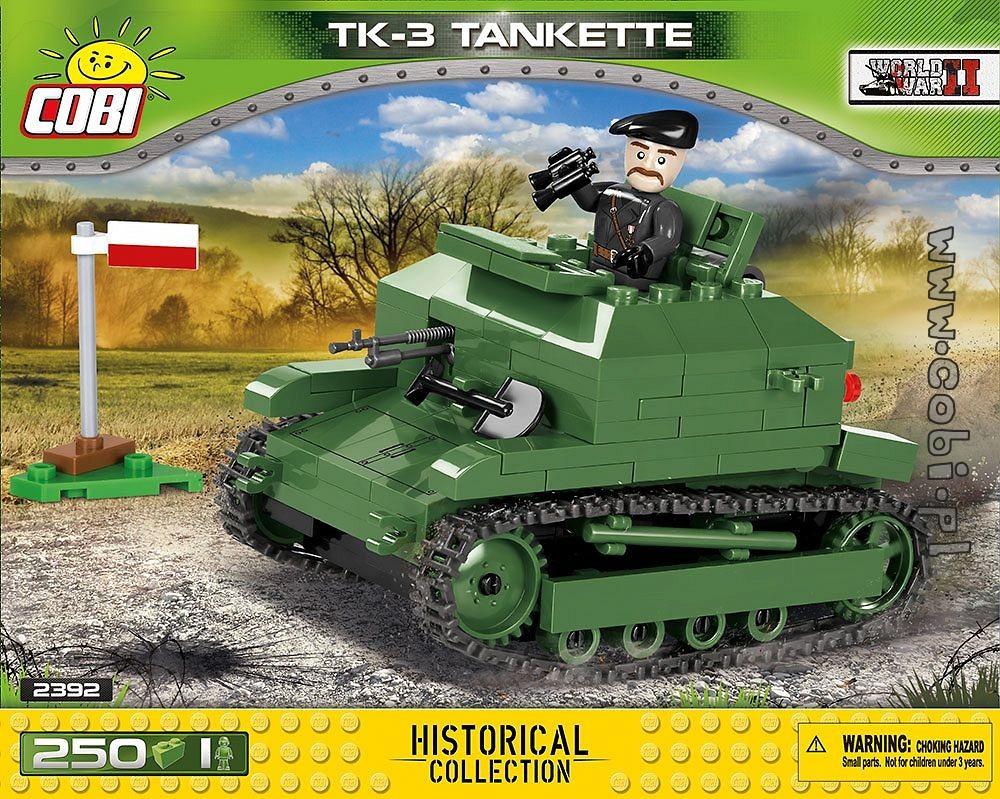 TK-3 TANKETTE
COBI
WORLD
WAR II
www.cobi.pl
2392
250 1
HISTORICAL
COLLECTION
WARNING: CHOKING HAZARD
Small parts. Not for children under 3 years.